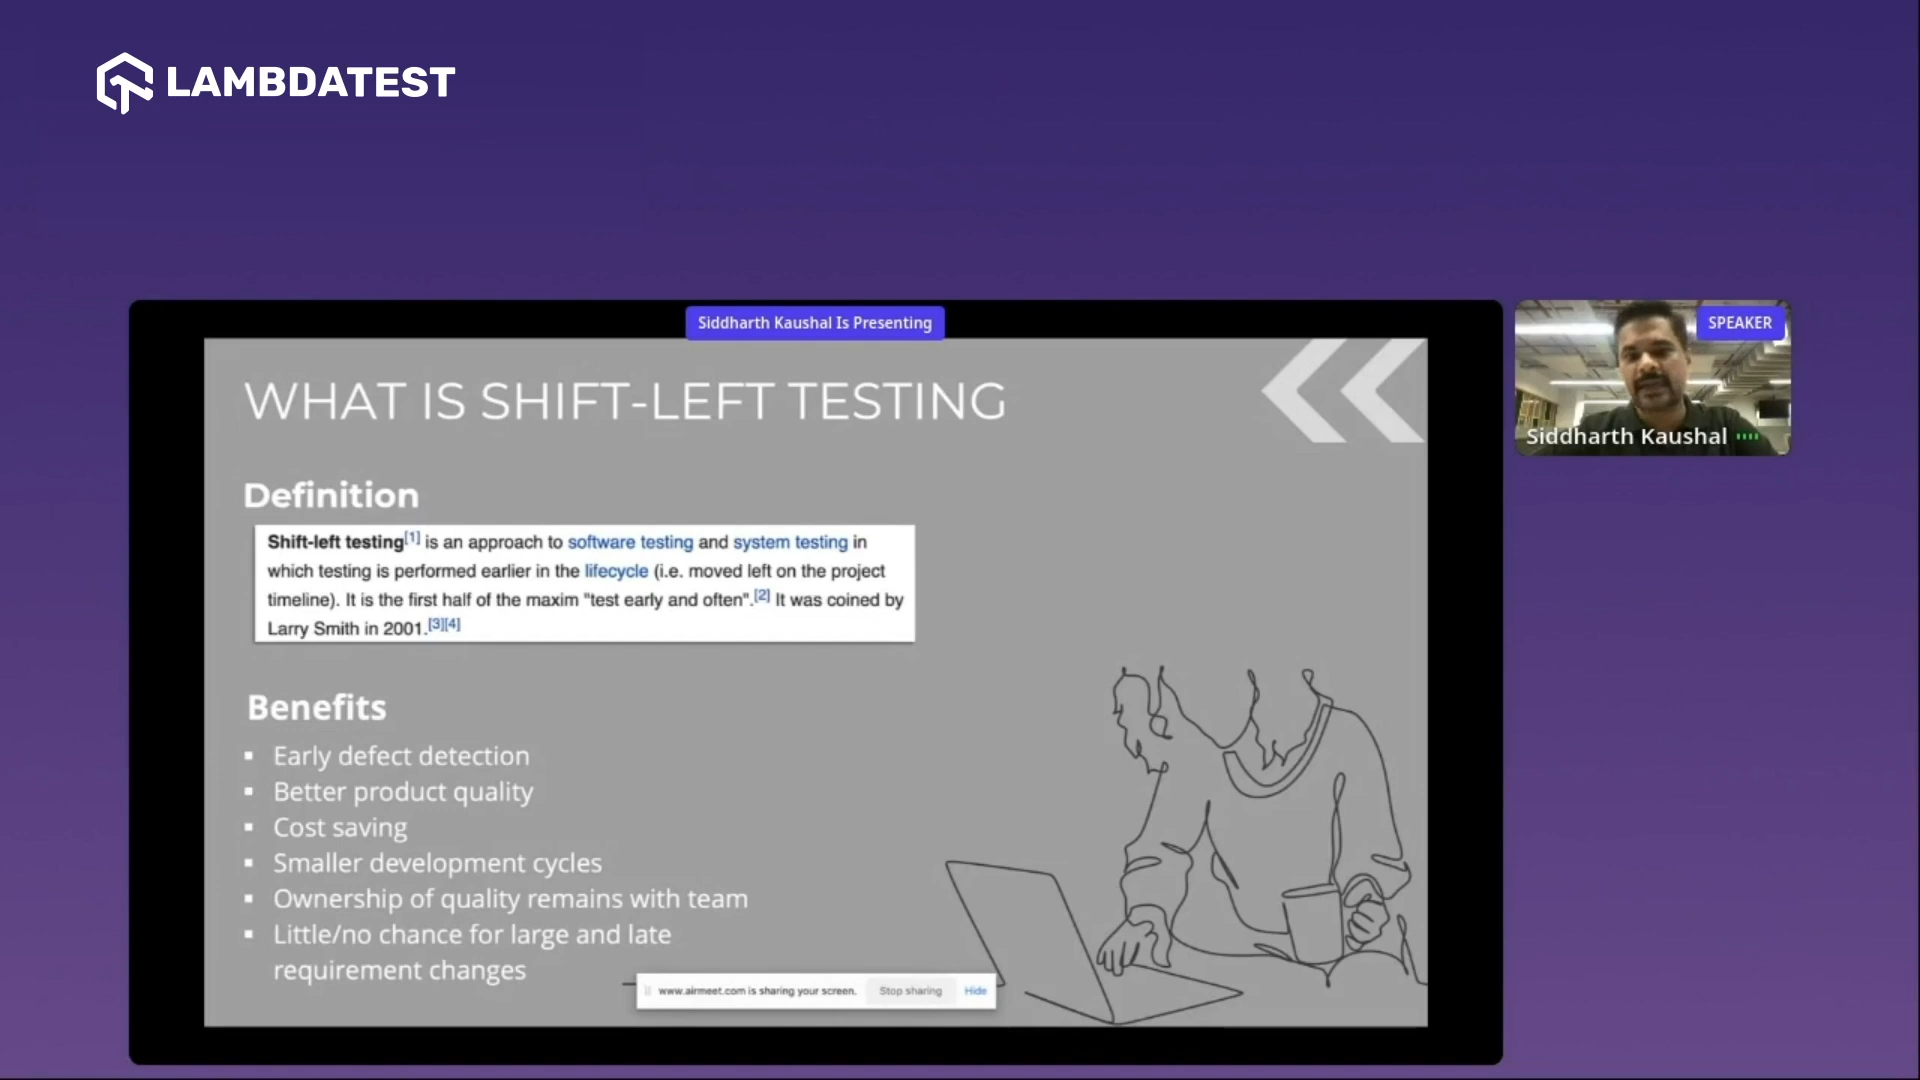 LAMBDATEST
Siddharth Kaushal Is Presenting
SPEAKER
Siddharth Kaushal
WHAT IS SHIFT-LEFT TESTING
Definition
Shift-left testing[1] is an approach to software testing and system testing in
which testing is performed earlier in the lifecycle (i.e. moved left on the project
timeline). It is the first half of the maxim "test early and often".[2] It was coined by
Larry Smith in 2001.[3][4]
Benefits
▪ Early defect detection
▪ Better product quality
▪ Cost saving
▪ Smaller development cycles
▪ Ownership of quality remains with team
▪ Little/no chance for large and late
requirement changes
www.airmeet.com is sharing your screen. Stop sharing Hide